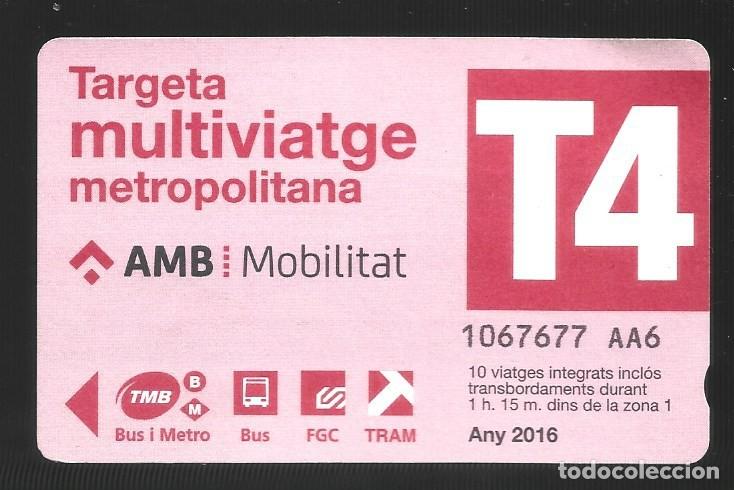 Targeta
multiviatge
metropolitana
AMB Mobilitat
T4
1067677 AA6
10 viatges integrats inclós
transbordaments durant
1 h. 15 m. dins de la zona 1
Any 2016
TMB B M
Bus i Metro Bus FGC TRAM
todocoleccion